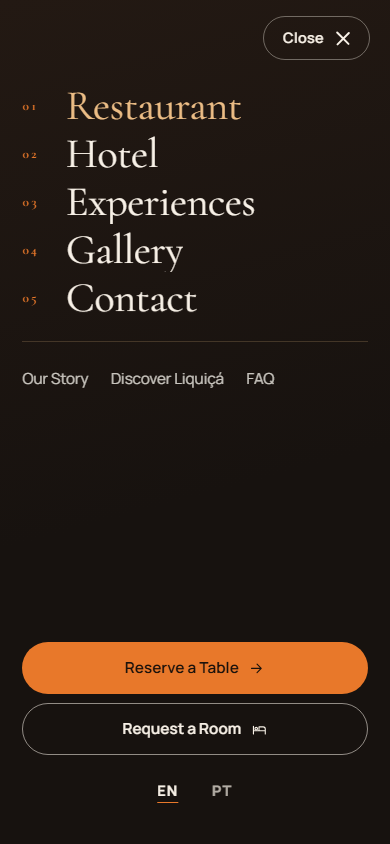 Close
01 Restaurant
02 Hotel
03 Experiences
04 Gallery
05 Contact
Our Story Discover Liquiçá FAQ
Reserve a Table
Request a Room
EN PT